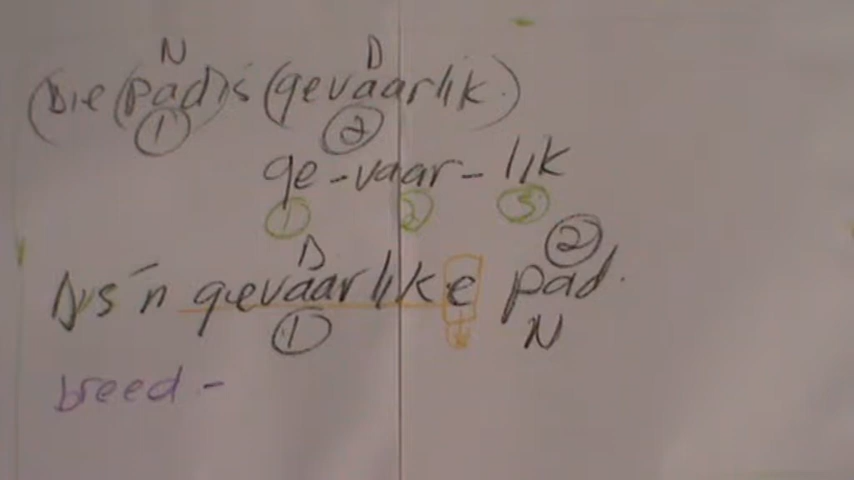 N D
(Die (pad) is (gevaarlik.)
1 2
ge-vaar-lik
1 2 3
D 2
Dis 'n gevaarlike pad.
1 N
breed -